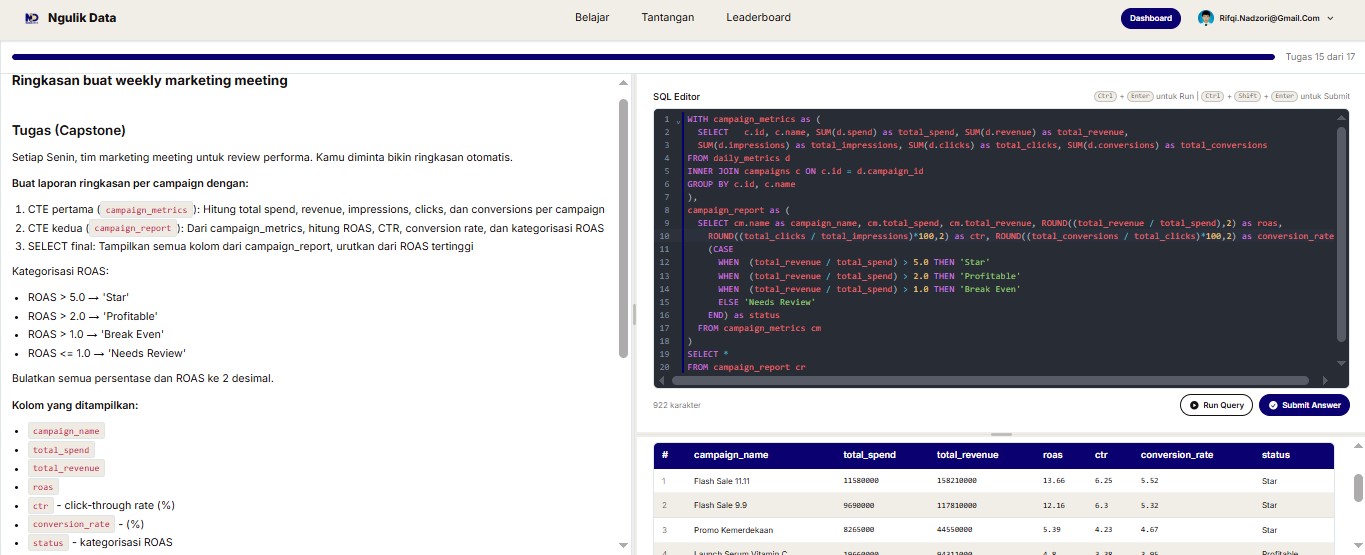 Ngulik Data
Belajar
Tantangan
Leaderboard
Dashboard
Rifqi.Nadzori@Gmail.Com
Tugas 15 dari 17
Ringkasan buat weekly marketing meeting
Tugas (Capstone)
Setiap Senin, tim marketing meeting untuk review performa. Kamu diminta bikin ringkasan otomatis.
Buat laporan ringkasan per campaign dengan:
1. CTE pertama ( campaign_metrics ): Hitung total spend, revenue, impressions, clicks, dan conversions per campaign
2. CTE kedua ( campaign_report ): Dari campaign_metrics, hitung ROAS, CTR, conversion rate, dan kategorisasi ROAS
3. SELECT final: Tampilkan semua kolom dari campaign_report, urutkan dari ROAS tertinggi
Kategorisasi ROAS:
• ROAS > 5.0 → 'Star'
• ROAS > 2.0 → 'Profitable'
• ROAS > 1.0 → 'Break Even'
• ROAS <= 1.0 → 'Needs Review'
Bulatkan semua persentase dan ROAS ke 2 desimal.
Kolom yang ditampilkan:
• campaign_name
• total_spend
• total_revenue
• roas
• ctr - click-through rate (%)
• conversion_rate - (%)
• status - kategorisasi ROAS
SQL Editor
Ctrl + Enter untuk Run | Ctrl + Shift + Enter untuk Submit
1 WITH campaign_metrics as (
2 SELECT c.id, c.name, SUM(d.spend) as total_spend, SUM(d.revenue) as total_revenue,
3 SUM(d.impressions) as total_impressions, SUM(d.clicks) as total_clicks, SUM(d.conversions) as total_conversions
4 FROM daily_metrics d
5 INNER JOIN campaigns c ON c.id = d.campaign_id
6 GROUP BY c.id, c.name
7 ),
8 campaign_report as (
9 SELECT cm.name as campaign_name, cm.total_spend, cm.total_revenue, ROUND((total_revenue / total_spend),2) as roas,
10 ROUND((total_clicks / total_impressions)*100,2) as ctr, ROUND((total_conversions / total_clicks)*100,2) as conversion_rate
11 (CASE
12 WHEN (total_revenue / total_spend) > 5.0 THEN 'Star'
13 WHEN (total_revenue / total_spend) > 2.0 THEN 'Profitable'
14 WHEN (total_revenue / total_spend) > 1.0 THEN 'Break Even'
15 ELSE 'Needs Review'
16 END) as status
17 FROM campaign_metrics cm
18 )
19 SELECT *
20 FROM campaign_report cr
922 karakter
Run Query
Submit Answer
# campaign_name total_spend total_revenue roas ctr conversion_rate status
1 Flash Sale 11.11 11580000 158210000 13.66 6.25 5.52 Star
2 Flash Sale 9.9 9690000 117810000 12.16 6.3 5.32 Star
3 Promo Kemerdekaan 8265000 44550000 5.39 4.23 4.67 Star
4 Launch Serum Vitamin C 19660000 94311000 4.8 3.38 3.95 Profitable